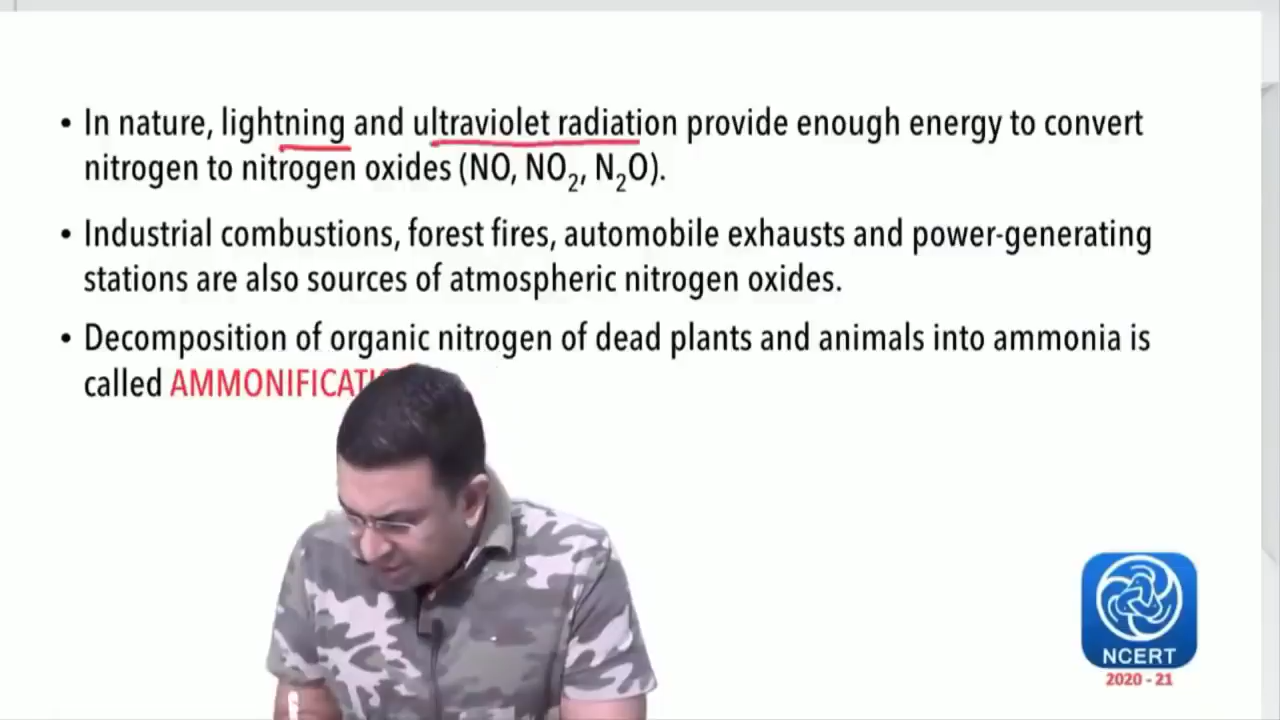 • In nature, lightning and ultraviolet radiation provide enough energy to convert
nitrogen to nitrogen oxides (NO, NO₂, N₂O).
• Industrial combustions, forest fires, automobile exhausts and power-generating
stations are also sources of atmospheric nitrogen oxides.
• Decomposition of organic nitrogen of dead plants and animals into ammonia is
called
NCERT
2020 - 21